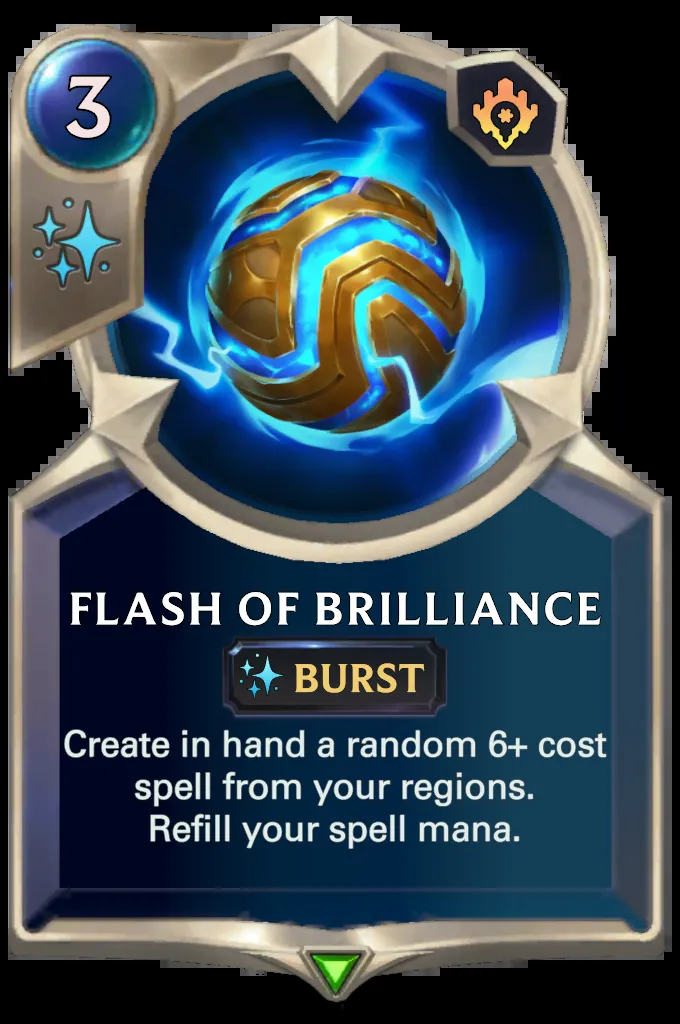 3
FLASH OF BRILLIANCE
BURST
Create in hand a random 6+ cost
spell from your regions.
Refill your spell mana.